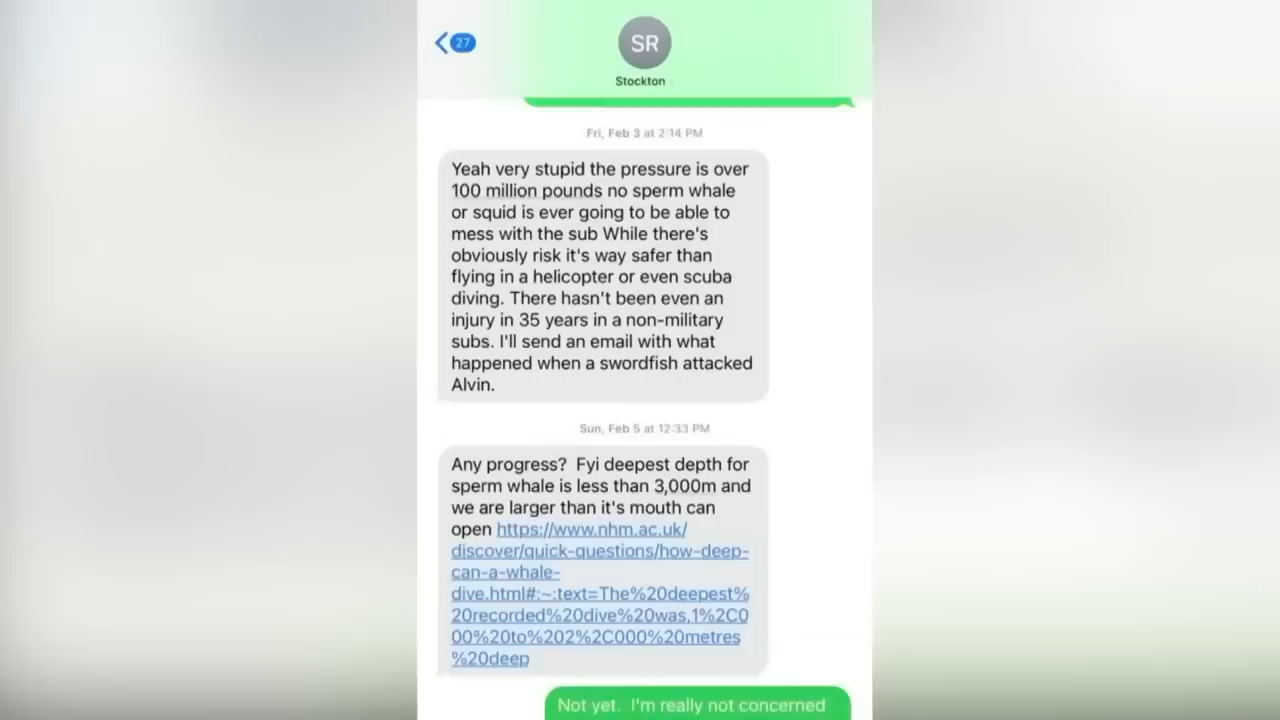 27
SR
Stockton
Fri, Feb 3 at 2:14 PM
Yeah very stupid the pressure is over
100 million pounds no sperm whale
or squid is ever going to be able to
mess with the sub While there's
obviously risk it's way safer than
flying in a helicopter or even scuba
diving. There hasn't been even an
injury in 35 years in a non-military
subs. I'll send an email with what
happened when a swordfish attacked
Alvin.
Sun, Feb 5 at 12:33 PM
Any progress?  Fyi deepest depth for
sperm whale is less than 3,000m and
we are larger than it's mouth can
open https://www.nhm.ac.uk/
discover/quick-questions/how-deep-
can-a-whale-
dive.html#:~:text=The%20deepest%
20recorded%20dive%20was,1%2C0
00%20to%202%2C000%20metres
%20deep
Not yet.  I'm really not concerned